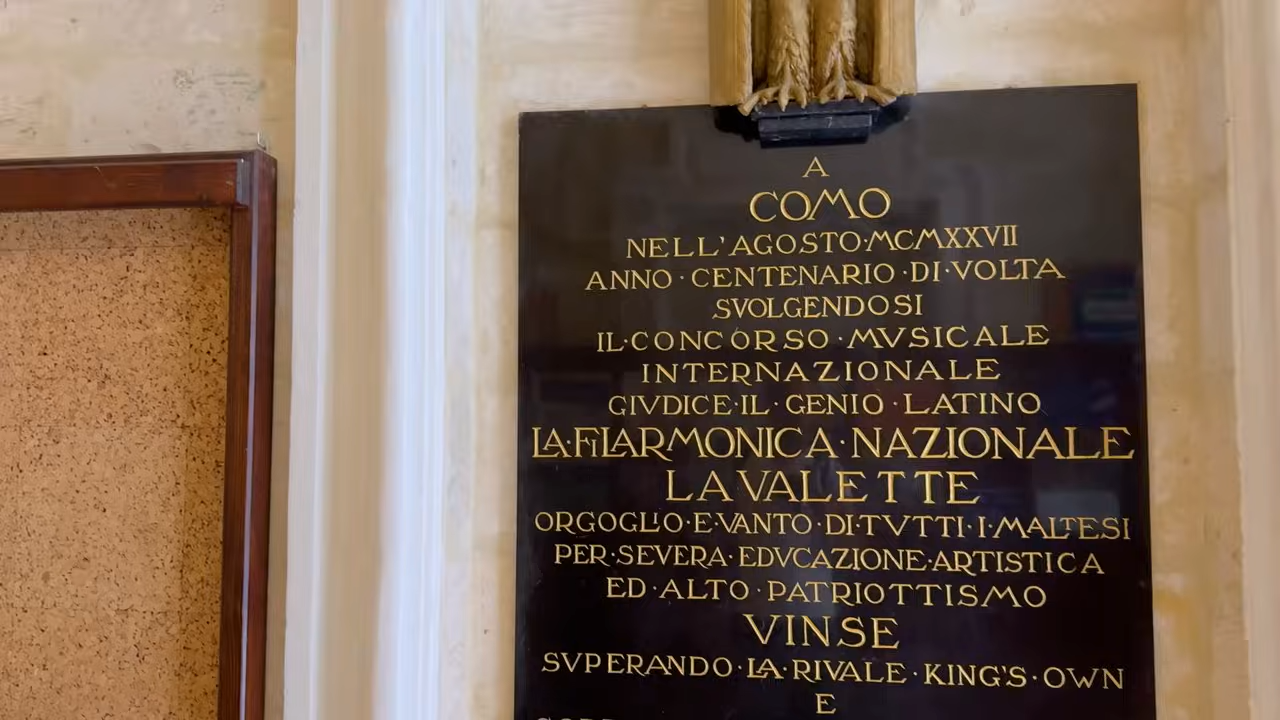 A
COMO
NELL'AGOSTO·MCMXXVII
ANNO·CENTENARIO·DI·VOLTA
SVOLGENDOSI
IL·CONCORSO·MVSICALE
INTERNAZIONALE
GIVDICE·IL·GENIO·LATINO
LA·FILARMONICA·NAZIONALE
LAVALETTE
ORGOGLIO·E·VANTO·DI·TVTTI·I·MALTESI
PER·SEVERA·EDVCAZIONE·ARTISTICA
ED·ALTO·PATRIOTTISMO
VINSE
SVPERANDO·LA·RIVALE·KING'S·OWN
E